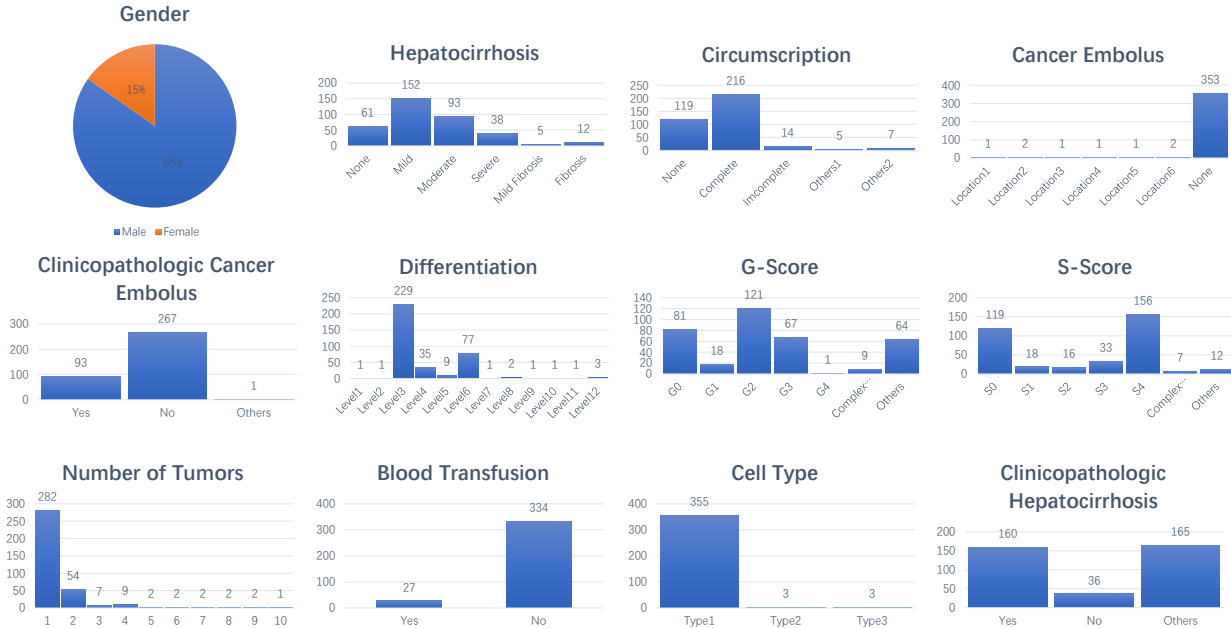 Gender
15%
85%
Male Female
Hepatocirrhosis
200
150
100
50
0
61 152 93 38 5 12
None Mild Moderate Severe Mild Fibrosis Fibrosis
Circumscription
250
200
150
100
50
0
119 216 14 5 7
None Complete Imcomplete Others1 Others2
Cancer Embolus
400
300
200
100
0
1 2 1 1 1 2 353
Location1 Location2 Location3 Location4 Location5 Location6 None
Clinicopathologic Cancer
Embolus
300
200
100
0
93 267 1
Yes No Others
Differentiation
250
200
150
100
50
0
1 1 229 35 9 77 1 2 1 1 1 3
Level1 Level2 Level3 Level4 Level5 Level6 Level7 Level8 Level9 Level10 Level11 Level12
G-Score
140
120
100
80
60
40
20
0
81 18 121 67 1 9 64
G0 G1 G2 G3 G4 Complex… Others
S-Score
200
150
100
50
0
119 18 16 33 156 7 12
S0 S1 S2 S3 S4 Complex… Others
Number of Tumors
300
250
200
150
100
50
0
282 54 7 9 2 2 2 2 2 1
1 2 3 4 5 6 7 8 9 10
Blood Transfusion
400
300
200
100
0
27 334
Yes No
Cell Type
400
300
200
100
0
355 3 3
Type1 Type2 Type3
Clinicopathologic
Hepatocirrhosis
200
150
100
50
0
160 36 165
Yes No Others